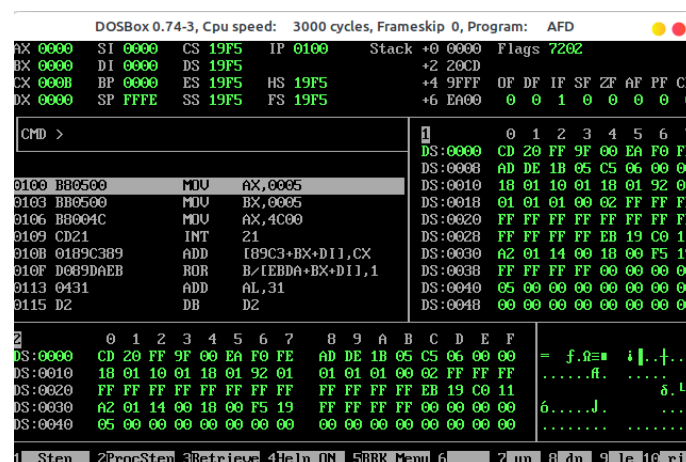 DOSBox 0.74-3, Cpu speed: 3000 cycles, Frameskip 0, Program: AFD
AX 0000 SI 0000 CS 19F5 IP 0100 Stack +0 0000 Flags 7202
BX 0000 DI 0000 DS 19F5 +2 20CD
CX 000B BP 0000 ES 19F5 HS 19F5 +4 9FFF OF DF IF SF ZF AF PF C
DX 0000 SP FFFE SS 19F5 FS 19F5 +6 EA00 0 0 1 0 0 0 0
CMD >
1 0 1 2 3 4 5 6
DS:0000 CD 20 FF 9F 00 EA F0 F
DS:0008 AD DE 1B 05 C5 06 00 0
0100 B80500 MOV AX,0005 DS:0010 18 01 10 01 18 01 92 0
0103 BB0500 MOV BX,0005 DS:0018 01 01 01 00 02 FF FF F
0106 B8004C MOV AX,4C00 DS:0020 FF FF FF FF FF FF FF F
0109 CD21 INT 21 DS:0028 FF FF FF FF EB 19 C0 1
010B 0189C389 ADD [89C3+BX+DI],CX DS:0030 A2 01 14 00 18 00 F5 1
010F D089DAEB ROR B/[EBDA+BX+DI],1 DS:0038 FF FF FF FF 00 00 00 0
0113 0431 ADD AL,31 DS:0040 05 00 00 00 00 00 00 0
0115 D2 DB D2 DS:0048 00 00 00 00 00 00 00 0
2 0 1 2 3 4 5 6 7 8 9 A B C D E F
DS:0000 CD 20 FF 9F 00 EA F0 FE AD DE 1B 05 C5 06 00 00 = ƒ.Ω≡■ ¡▐..┼..
DS:0010 18 01 10 01 18 01 92 01 01 01 01 00 02 FF FF FF ......Æ. .....
DS:0020 FF FF FF FF FF FF FF FF FF FF FF FF EB 19 C0 11 δ.└
DS:0030 A2 01 14 00 18 00 F5 19 FF FF FF FF 00 00 00 00 ó.....⌡. ....
DS:0040 05 00 00 00 00 00 00 00 00 00 00 00 00 00 00 00 ........ ........
1 Step 2ProcStep 3Retrieve 4Help ON 5BRK Menu 6 7 up 8 dn 9 le 10 ri